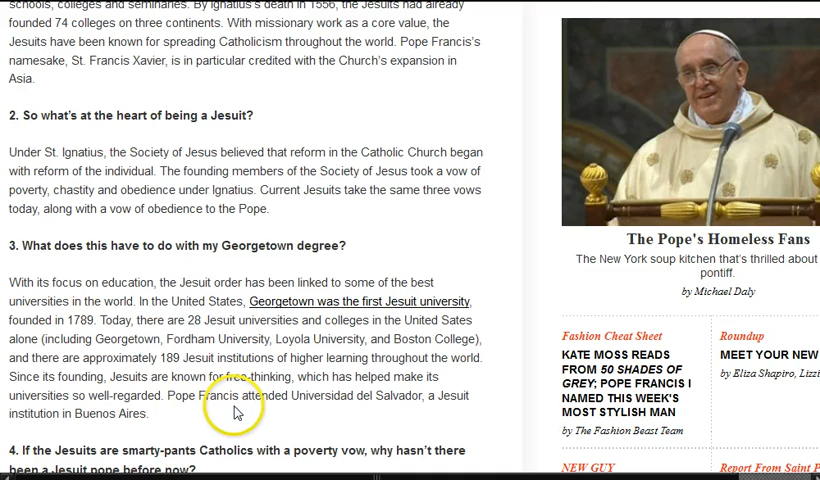 schools, colleges and seminaries. By Ignatius's death in 1556, the Jesuits had already
founded 74 colleges on three continents. With missionary work as a core value, the
Jesuits have been known for spreading Catholicism throughout the world. Pope Francis's
namesake, St. Francis Xavier, is in particular credited with the Church's expansion in
Asia.
2. So what's at the heart of being a Jesuit?
Under St. Ignatius, the Society of Jesus believed that reform in the Catholic Church began
with reform of the individual. The founding members of the Society of Jesus took a vow of
poverty, chastity and obedience under Ignatius. Current Jesuits take the same three vows
today, along with a vow of obedience to the Pope.
3. What does this have to do with my Georgetown degree?
With its focus on education, the Jesuit order has been linked to some of the best
universities in the world. In the United States, Georgetown was the first Jesuit university,
founded in 1789. Today, there are 28 Jesuit universities and colleges in the United Sates
alone (including Georgetown, Fordham University, Loyola University, and Boston College),
and there are approximately 189 Jesuit institutions of higher learning throughout the world.
Since its founding, Jesuits are known for free-thinking, which has helped make its
universities so well-regarded. Pope Francis attended Universidad del Salvador, a Jesuit
institution in Buenos Aires.
4. If the Jesuits are smarty-pants Catholics with a poverty vow, why hasn't there
been a Jesuit pope before now?
The Pope's Homeless Fans
The New York soup kitchen that's thrilled about
pontiff.
by Michael Daly
Fashion Cheat Sheet
KATE MOSS READS
FROM 50 SHADES OF
GREY; POPE FRANCIS I
NAMED THIS WEEK'S
MOST STYLISH MAN
by The Fashion Beast Team
Roundup
MEET YOUR NEW
by Eliza Shapiro, Lizzi
NEW GUY
Report From Saint P